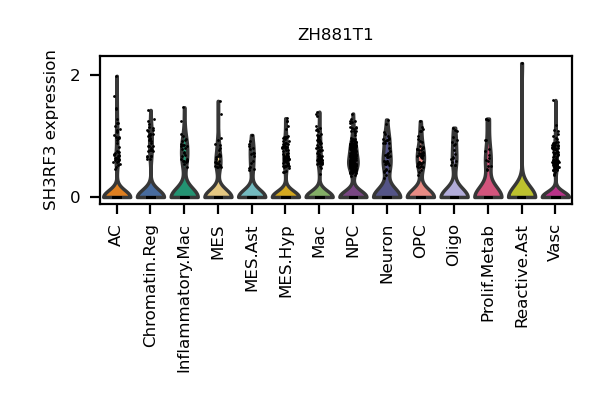 ZH881T1
SH3RF3 expression
2
0
AC
Chromatin.Reg
Inflammatory.Mac
MES
MES.Ast
MES.Hyp
Mac
NPC
Neuron
OPC
Oligo
Prolif.Metab
Reactive.Ast
Vasc